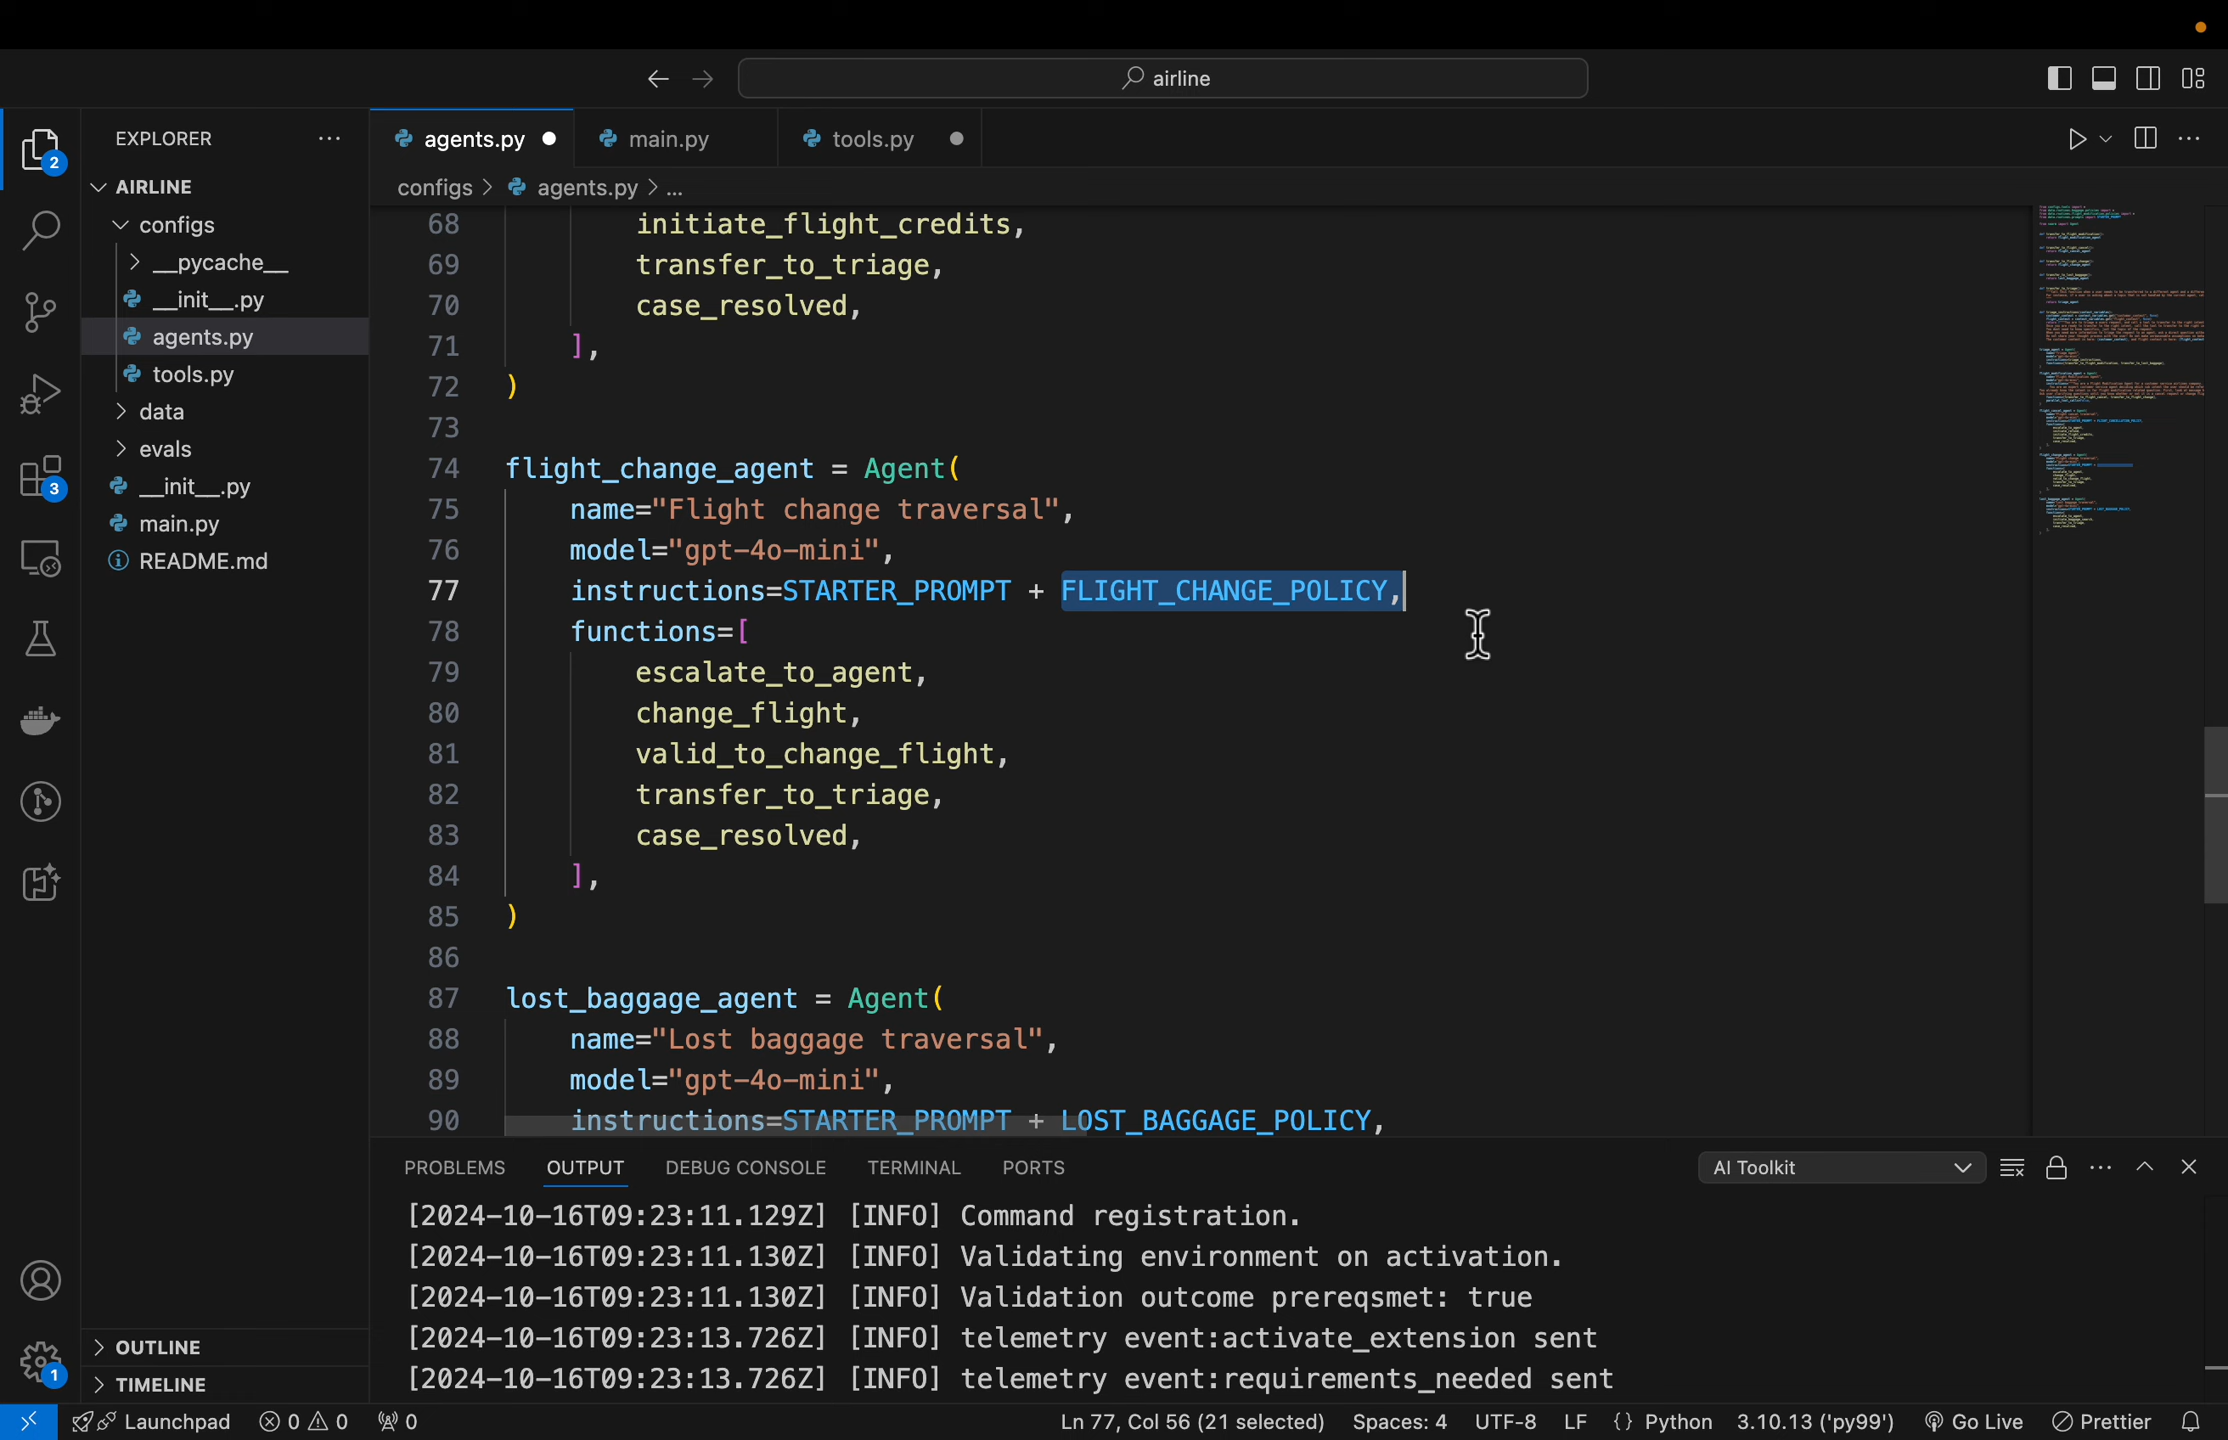 airline
EXPLORER
agents.py
main.py
tools.py
AIRLINE
configs
__pycache__
__init__.py
agents.py
tools.py
data
evals
__init__.py
main.py
README.md
2
3
1
configs > agents.py > ...
68 initiate_flight_credits,
69 transfer_to_triage,
70 case_resolved,
71 ],
72 )
73
74 flight_change_agent = Agent(
75 name="Flight change traversal",
76 model="gpt-4o-mini",
77 instructions=STARTER_PROMPT + FLIGHT_CHANGE_POLICY,
78 functions=[
79 escalate_to_agent,
80 change_flight,
81 valid_to_change_flight,
82 transfer_to_triage,
83 case_resolved,
84 ],
85 )
86
87 lost_baggage_agent = Agent(
88 name="Lost baggage traversal",
89 model="gpt-4o-mini",
90 instructions=STARTER_PROMPT + LOST_BAGGAGE_POLICY,
PROBLEMS OUTPUT DEBUG CONSOLE TERMINAL PORTS AI Toolkit
[2024-10-16T09:23:11.129Z] [INFO] Command registration.
[2024-10-16T09:23:11.130Z] [INFO] Validating environment on activation.
[2024-10-16T09:23:11.130Z] [INFO] Validation outcome prereqsmet: true
[2024-10-16T09:23:13.726Z] [INFO] telemetry event:activate_extension sent
[2024-10-16T09:23:13.726Z] [INFO] telemetry event:requirements_needed sent
OUTLINE
TIMELINE
Launchpad 0 0 0 Ln 77, Col 56 (21 selected) Spaces: 4 UTF-8 LF {} Python 3.10.13 ('py99') Go Live Prettier